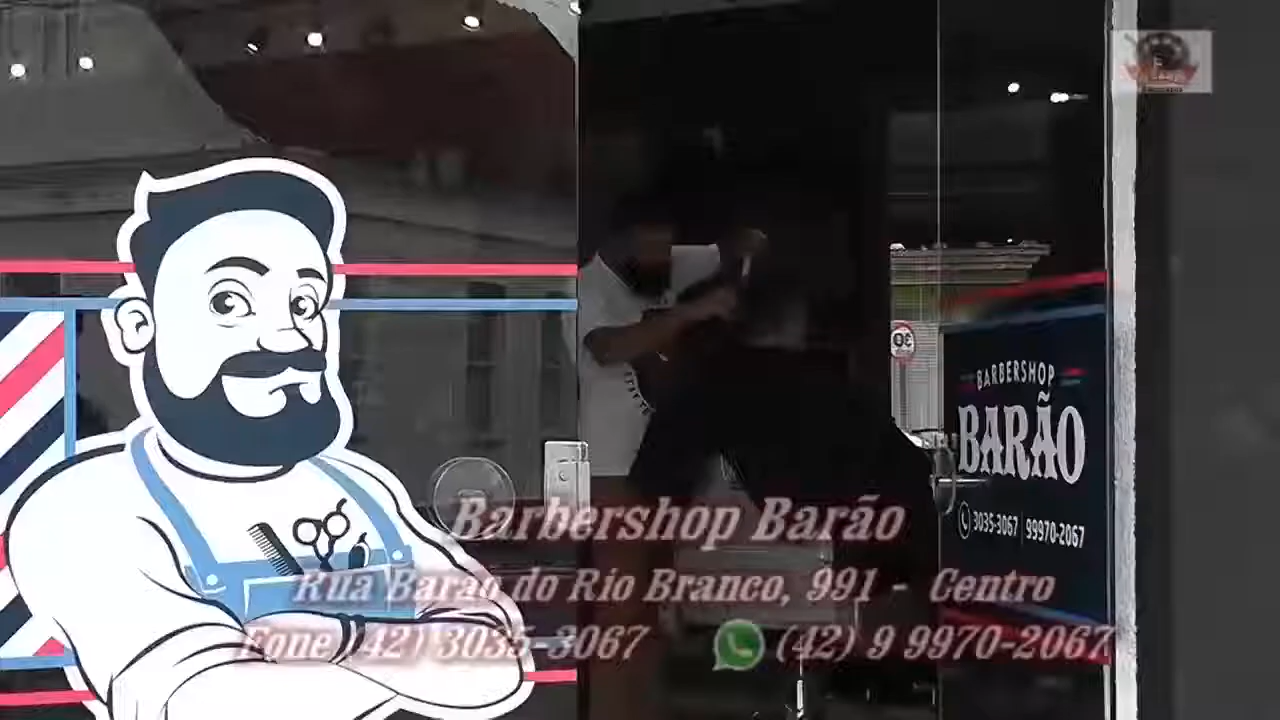 BARBERSHOP
BARÃO
3035-3067 | 99970-2067
Barbershop Barão
Rua Barão do Rio Branco, 991 - Centro
Fone (42) 3035-3067 (42) 9 9970-2067